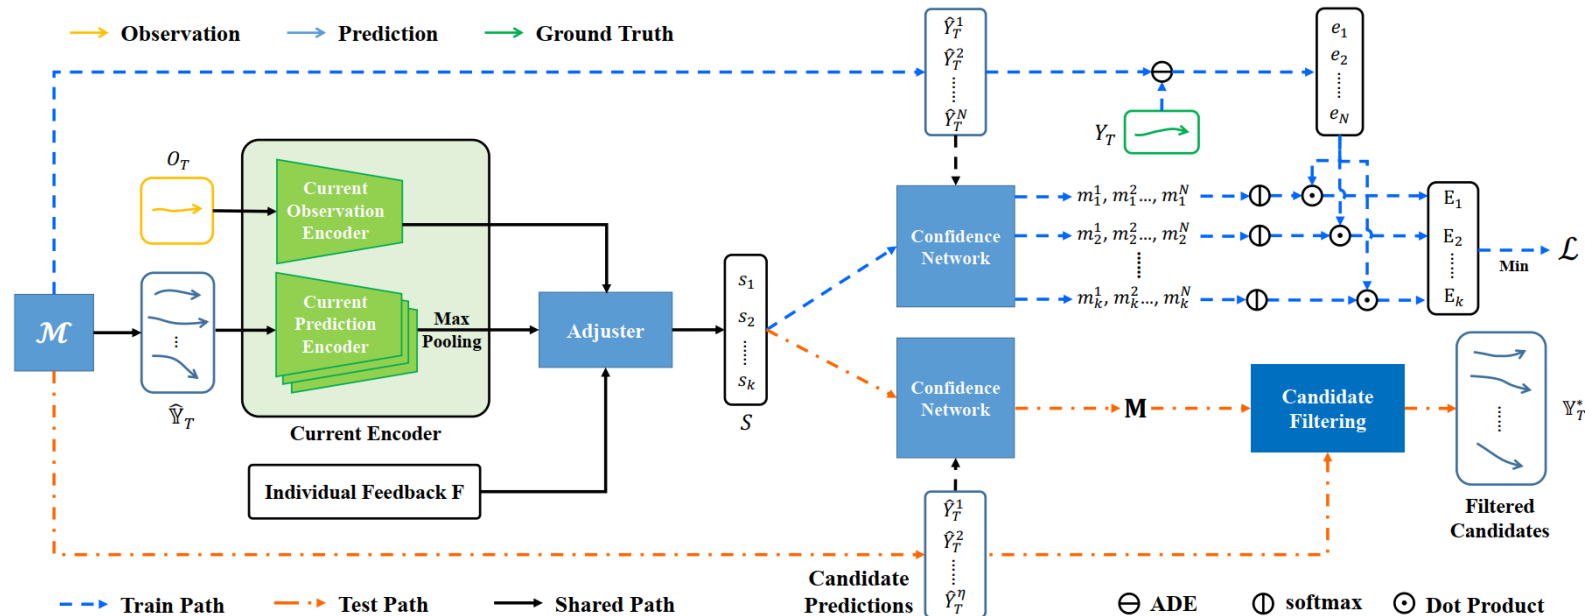 Observation
Prediction
Ground Truth
Ŷ_T^1
Ŷ_T^2
......
Ŷ_T^N
Y_T
e_1
e_2
......
e_N
O_T
Current
Observation
Encoder
Current
Prediction
Encoder
Max
Pooling
ℳ
...
𝕐̂_T
Current Encoder
Individual Feedback F
Adjuster
s_1
s_2
......
s_k
S
Confidence
Network
m_1^1, m_1^2..., m_1^N
m_2^1, m_2^2..., m_2^N
......
m_k^1, m_k^2..., m_k^N
E_1
E_2
......
E_k
Min
ℒ
Confidence
Network
M
Candidate
Filtering
......
𝕐_T^*
Filtered
Candidates
Ŷ_T^1
Ŷ_T^2
......
Ŷ_T^η
Candidate
Predictions
Train Path
Test Path
Shared Path
ADE
softmax
Dot Product